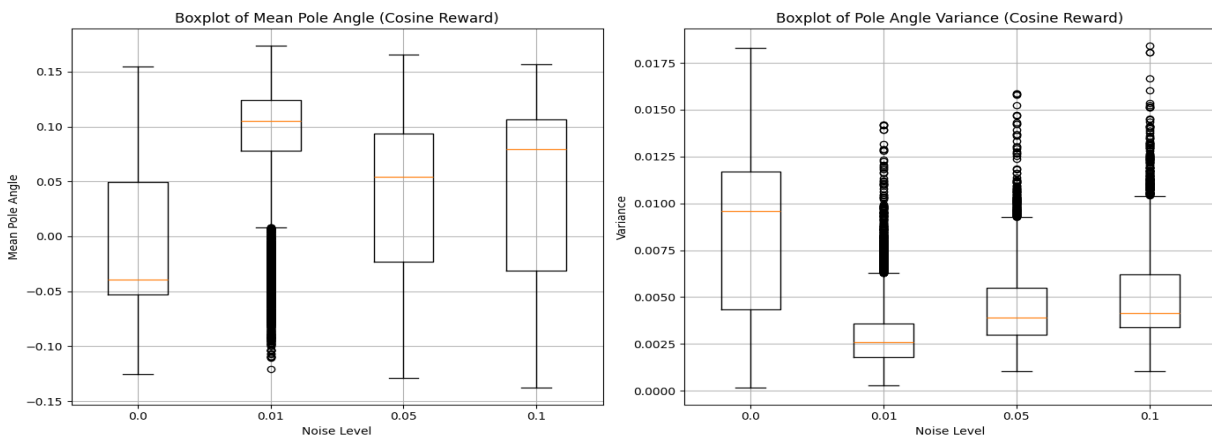 Boxplot of Mean Pole Angle (Cosine Reward)
Mean Pole Angle
0.15
0.10
0.05
0.00
−0.05
−0.10
−0.15
0.0 0.01 0.05 0.1
Noise Level
Boxplot of Pole Angle Variance (Cosine Reward)
Variance
0.0175
0.0150
0.0125
0.0100
0.0075
0.0050
0.0025
0.0000
0.0 0.01 0.05 0.1
Noise Level